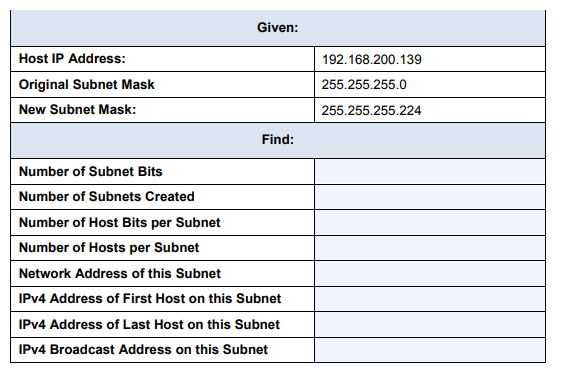 Given:
Host IP Address: 192.168.200.139
Original Subnet Mask 255.255.255.0
New Subnet Mask: 255.255.255.224
Find:
Number of Subnet Bits
Number of Subnets Created
Number of Host Bits per Subnet
Number of Hosts per Subnet
Network Address of this Subnet
IPv4 Address of First Host on this Subnet
IPv4 Address of Last Host on this Subnet
IPv4 Broadcast Address on this Subnet